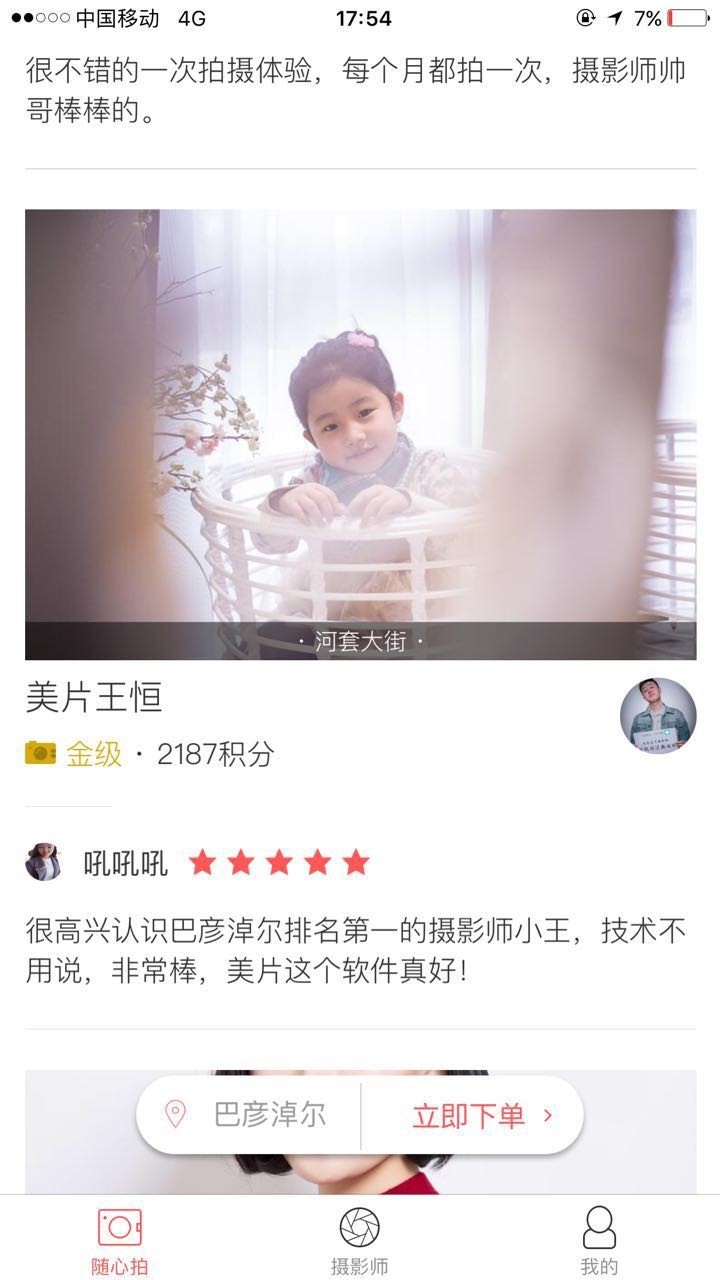 中国移动 4G 17:54 7%
很不错的一次拍摄体验，每个月都拍一次，摄影师帅
哥棒棒的。
· 河套大街 ·
美片王恒
金级 · 2187积分
吼吼吼
很高兴认识巴彦淖尔排名第一的摄影师小王，技术不
用说，非常棒，美片这个软件真好！
巴彦淖尔 立即下单 ›
随心拍 摄影师 我的